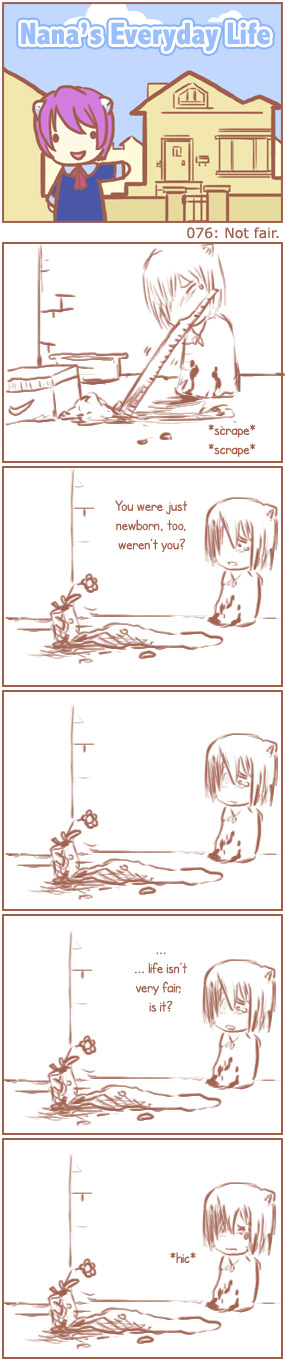 Nana's Everyday Life
076: Not fair.
*scrape*
*scrape*
You were just
newborn, too,
weren't you?
...
... life isn't
very fair,
is it?
*hic*